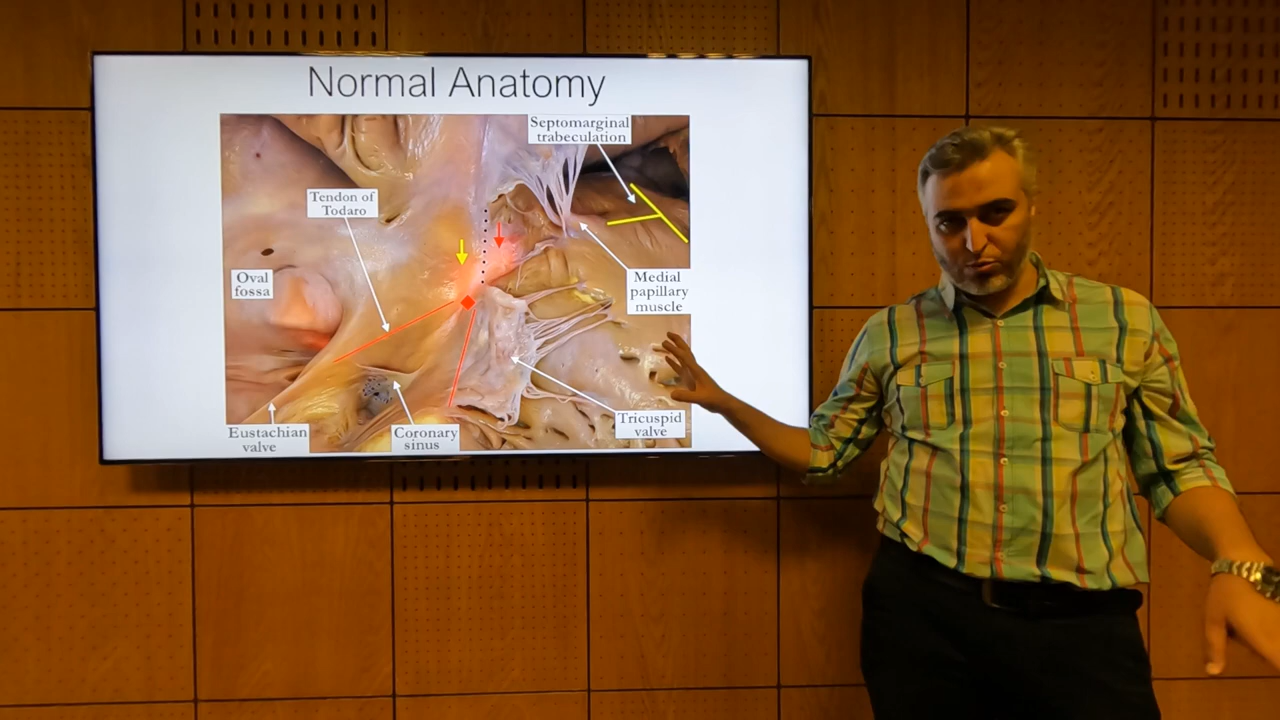 Normal Anatomy
Septomarginal
trabeculation
Tendon of
Todaro
Oval
fossa
Medial
papillary
muscle
Eustachian
valve
Coronary
sinus
Tricuspid
valve